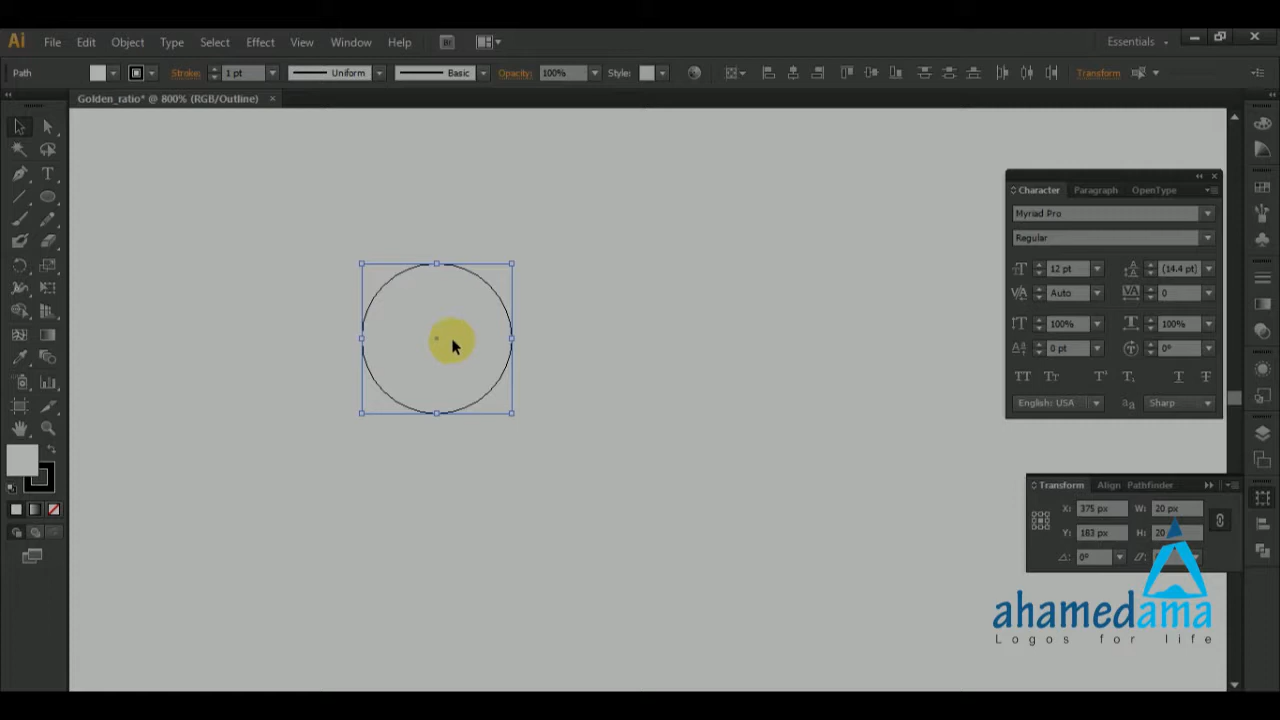 Ai File Edit Object Type Select Effect View Window Help Br Essentials
Path Stroke: 1 pt Uniform Basic Opacity: 100% Style: Transform
Golden_ratio* @ 800% (RGB/Outline) ×
Character Paragraph OpenType
Myriad Pro
Regular
12 pt (14.4 pt)
Auto 0
100% 100%
0 pt 0°
English: USA Sharp
Transform Align Pathfinder
X: 375 px W: 20 px
Y: 183 px H: 20
0°
ahamedama
Logos for life